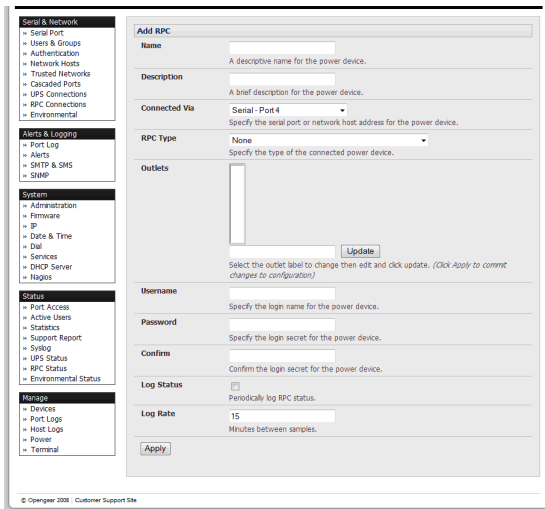 Serial & Network
» Serial Port
» Users & Groups
» Authentication
» Network Hosts
» Trusted Networks
» Cascaded Ports
» UPS Connections
» RPC Connections
» Environmental
Alerts & Logging
» Port Log
» Alerts
» SMTP & SMS
» SNMP
System
» Administration
» Firmware
» IP
» Date & Time
» Dial
» Services
» DHCP Server
» Nagios
Status
» Port Access
» Active Users
» Statistics
» Support Report
» Syslog
» UPS Status
» RPC Status
» Environmental Status
Manage
» Devices
» Port Logs
» Host Logs
» Power
» Terminal
Add RPC
Name
A descriptive name for the power device.
Description
A brief description for the power device.
Connected Via
Serial - Port 4
Specify the serial port or network host address for the power device.
RPC Type
None
Specify the type of the connected power device.
Outlets
Update
Select the outlet label to change then edit and click update. (Click Apply to commit
changes to configuration)
Username
Specify the login name for the power device.
Password
Specify the login secret for the power device.
Confirm
Confirm the login secret for the power device.
Log Status
Periodically log RPC status.
Log Rate
15
Minutes between samples.
Apply
© Opengear 2008 | Customer Support Site